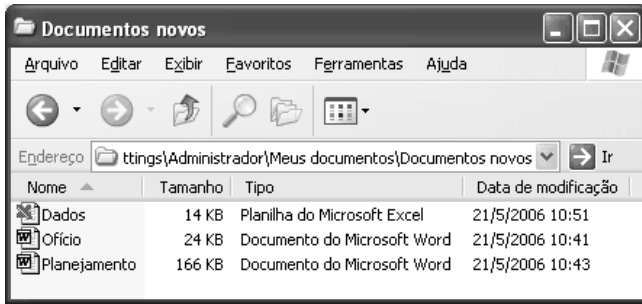 Documentos novos
Arquivo Editar Exibir Favoritos Ferramentas Ajuda
Endereço ttings\Administrador\Meus documentos\Documentos novos Ir
Nome Tamanho Tipo Data de modificação
Dados 14 KB Planilha do Microsoft Excel 21/5/2006 10:51
Ofício 24 KB Documento do Microsoft Word 21/5/2006 10:41
Planejamento 166 KB Documento do Microsoft Word 21/5/2006 10:43